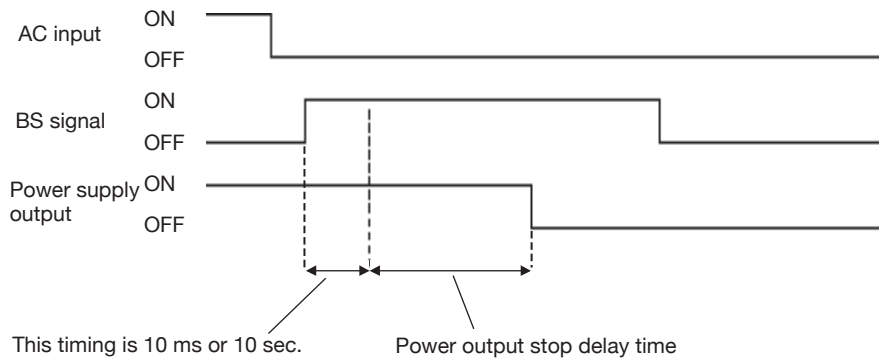 AC input
ON
OFF
BS signal
ON
OFF
Power supply
output
ON
OFF
This timing is 10 ms or 10 sec.
Power output stop delay time